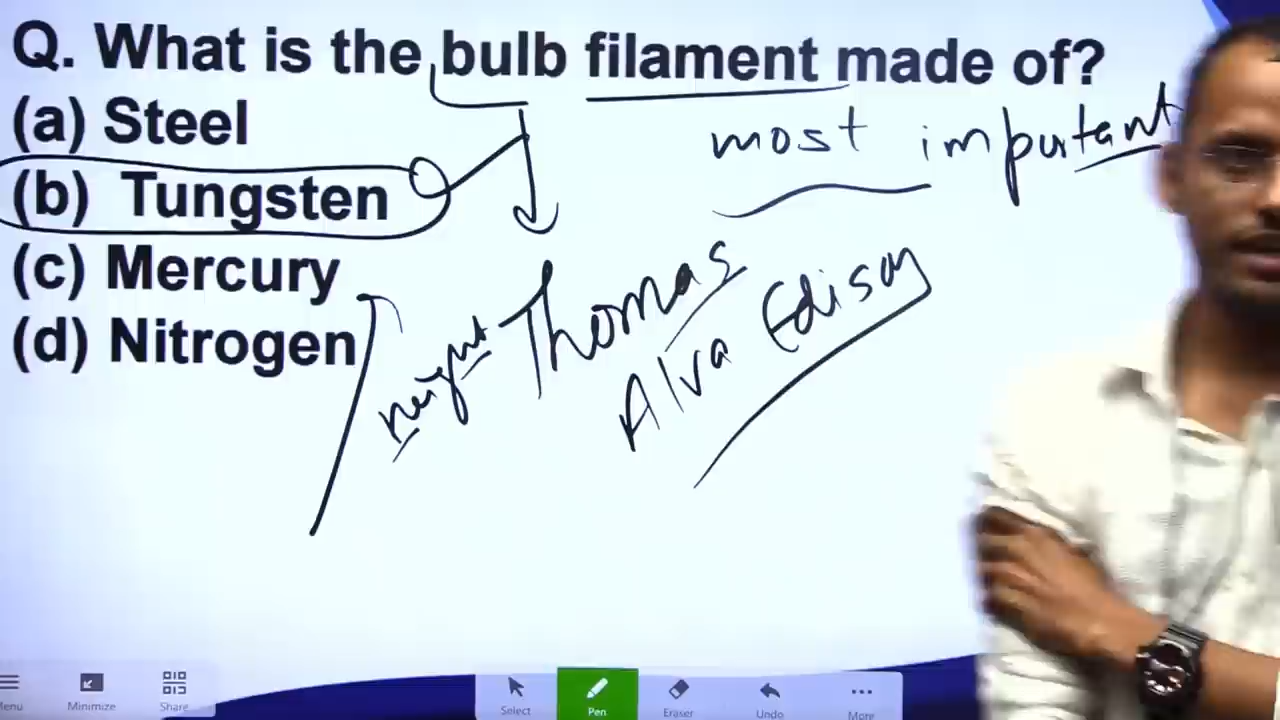 Q. What is the bulb filament made of?
(a) Steel
(b) Tungsten
(c) Mercury
(d) Nitrogen
most important
Thomas
Alva Edison
Menu
Minimize
Share
Select
Pen
Eraser
Undo
More